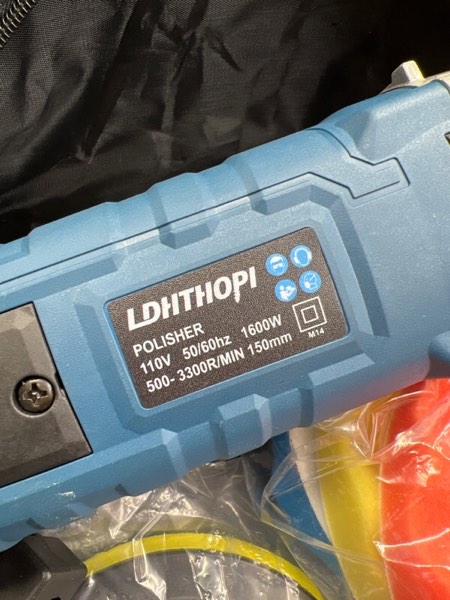 LDHTHOPI
POLISHER
110V 50/60hz 1600W
500- 3300R/MIN 150mm
M14